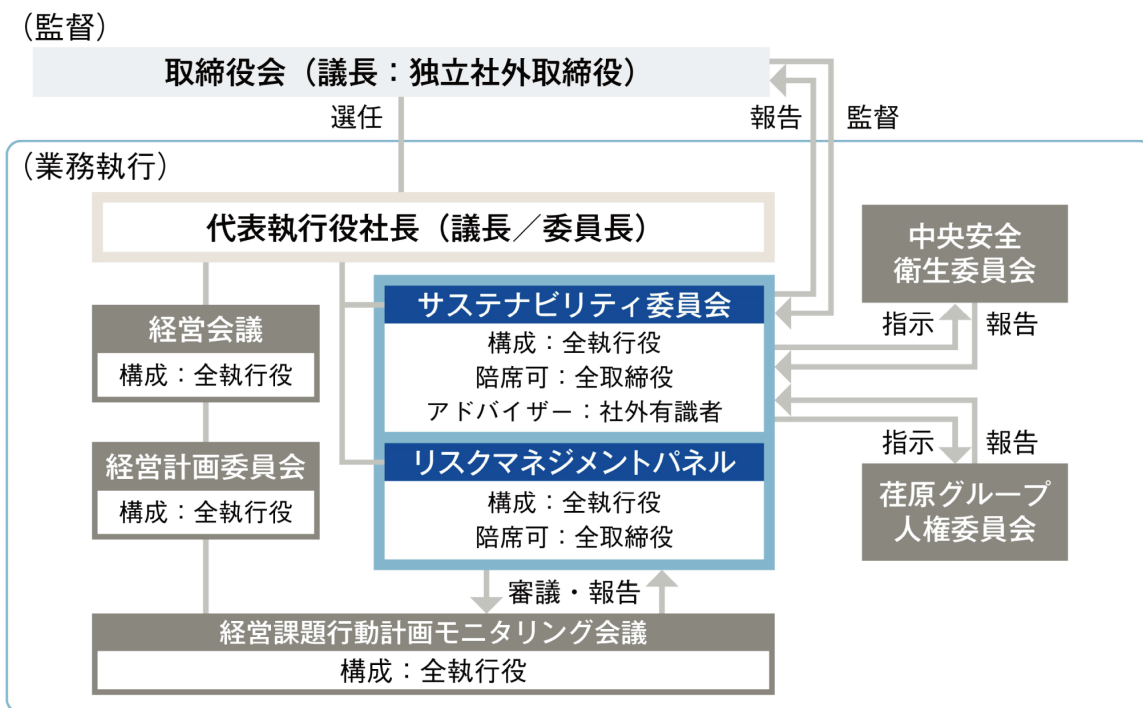 （監督）
取締役会（議長：独立社外取締役）
選任
報告
監督
（業務執行）
代表執行役社長（議長／委員長）
経営会議
構成：全執行役
経営計画委員会
構成：全執行役
サステナビリティ委員会
構成：全執行役
陪席可：全取締役
アドバイザー：社外有識者
リスクマネジメントパネル
構成：全執行役
陪席可：全取締役
中央安全
衛生委員会
指示
報告
指示
報告
荏原グループ
人権委員会
審議・報告
経営課題行動計画モニタリング会議
構成：全執行役